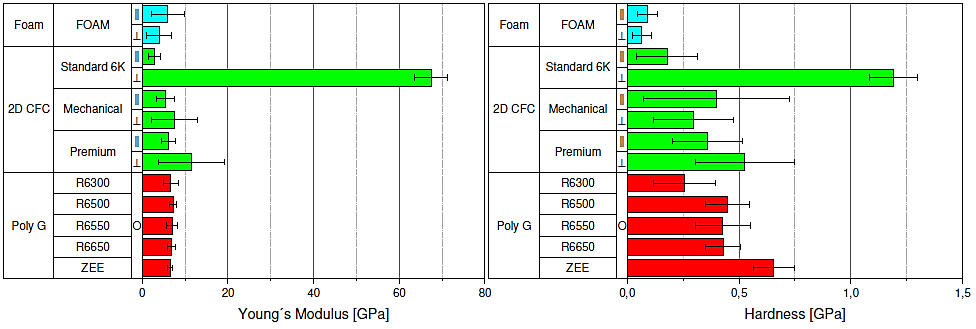 Foam FOAM || ⊥
2D CFC Standard 6K || ⊥
Mechanical || ⊥
Premium || ⊥
Poly G R6300
R6500
R6550 O
R6650
ZEE
0 20 40 60 80
Young´s Modulus [GPa]
Foam FOAM || ⊥
2D CFC Standard 6K || ⊥
Mechanical || ⊥
Premium || ⊥
Poly G R6300
R6500
R6550 O
R6650
ZEE
0,0 0,5 1,0 1,5
Hardness [GPa]